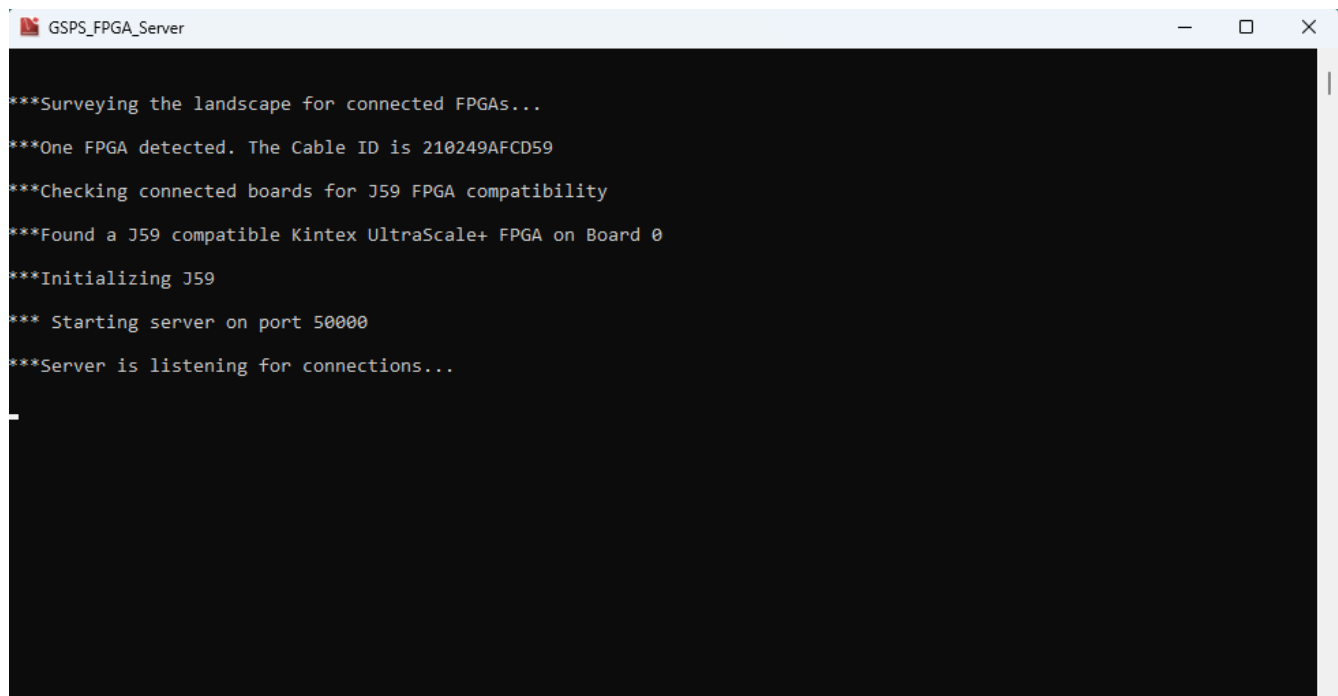 GSPS_FPGA_Server
***Surveying the landscape for connected FPGAs...
***One FPGA detected. The Cable ID is 210249AFCD59
***Checking connected boards for J59 FPGA compatibility
***Found a J59 compatible Kintex UltraScale+ FPGA on Board 0
***Initializing J59
*** Starting server on port 50000
***Server is listening for connections...